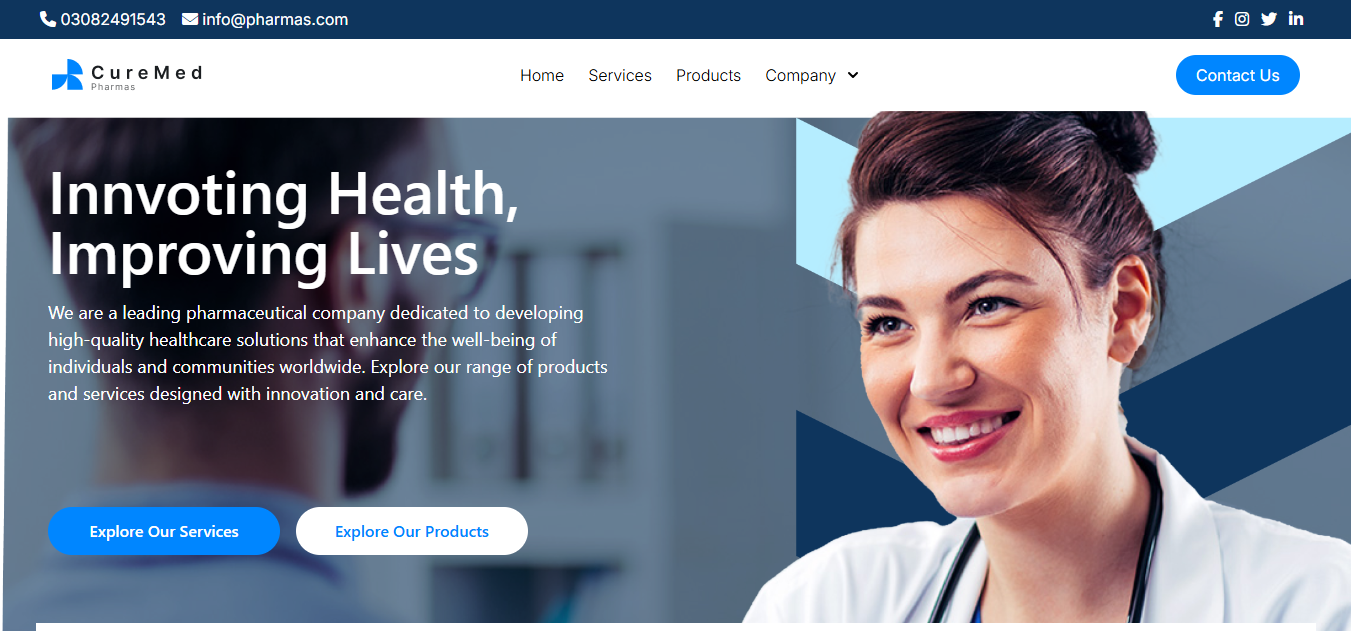 03082491543 info@pharmas.com
CureMed
Pharmas
Home Services Products Company
Contact Us
Innvoting Health,
Improving Lives
We are a leading pharmaceutical company dedicated to developing
high-quality healthcare solutions that enhance the well-being of
individuals and communities worldwide. Explore our range of products
and services designed with innovation and care.
Explore Our Services Explore Our Products